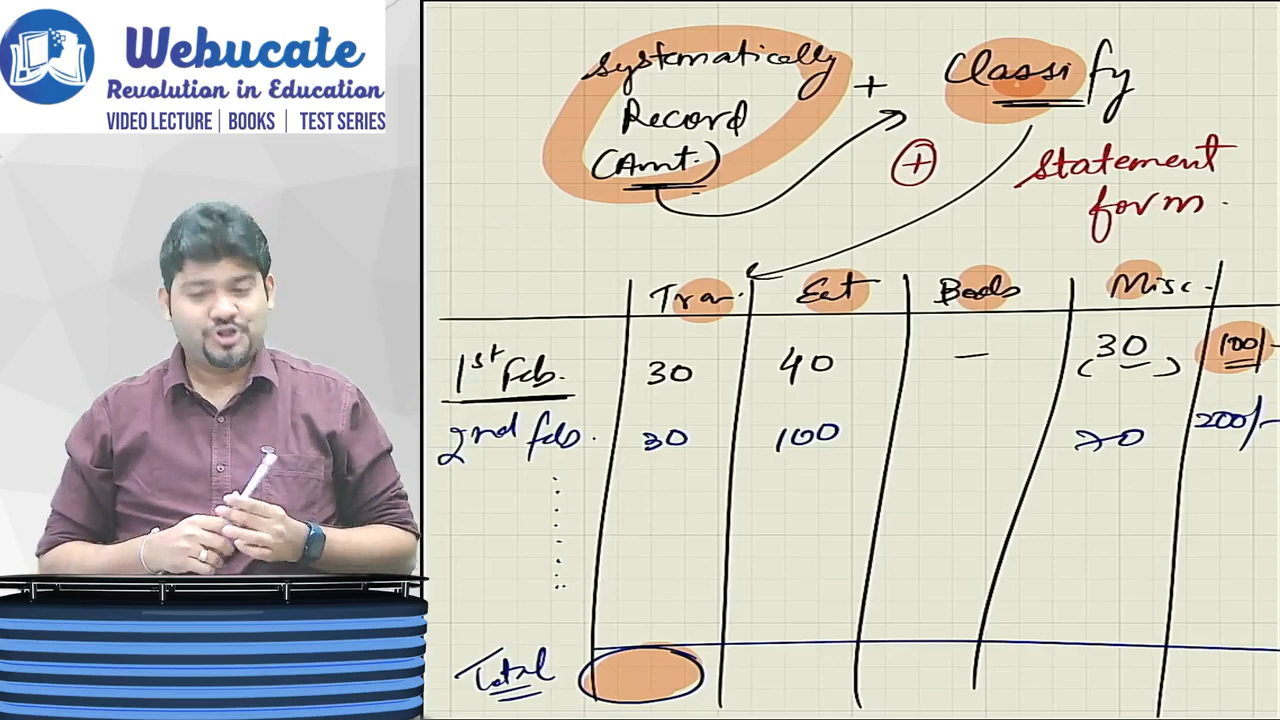 Webucate
Revolution in Education
VIDEO LECTURE | BOOKS | TEST SERIES
Systematically + Classify
Record
(Amt.)
+
Statement
form.
Tran. Eat Books Misc.
1st Feb. 30 40 — (30) 100/-
2nd feb. 30 100 70 200/-
Total